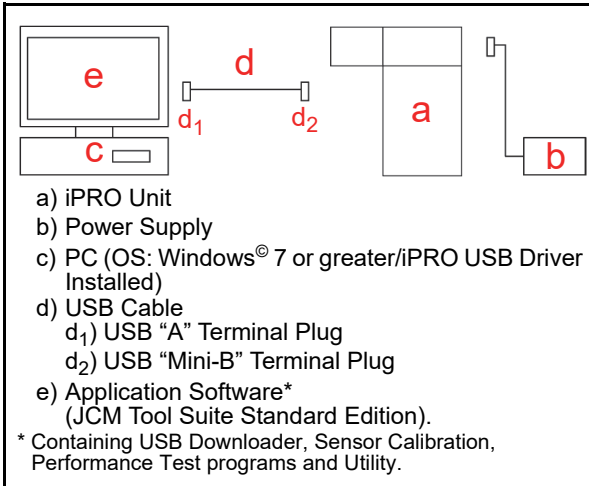 e
d
d₁
d₂
a
c
b
a) iPRO Unit
b) Power Supply
c) PC (OS: Windows© 7 or greater/iPRO USB Driver
Installed)
d) USB Cable
d₁) USB “A” Terminal Plug
d₂) USB “Mini-B” Terminal Plug
e) Application Software*
(JCM Tool Suite Standard Edition).
* Containing USB Downloader, Sensor Calibration,
Performance Test programs and Utility.